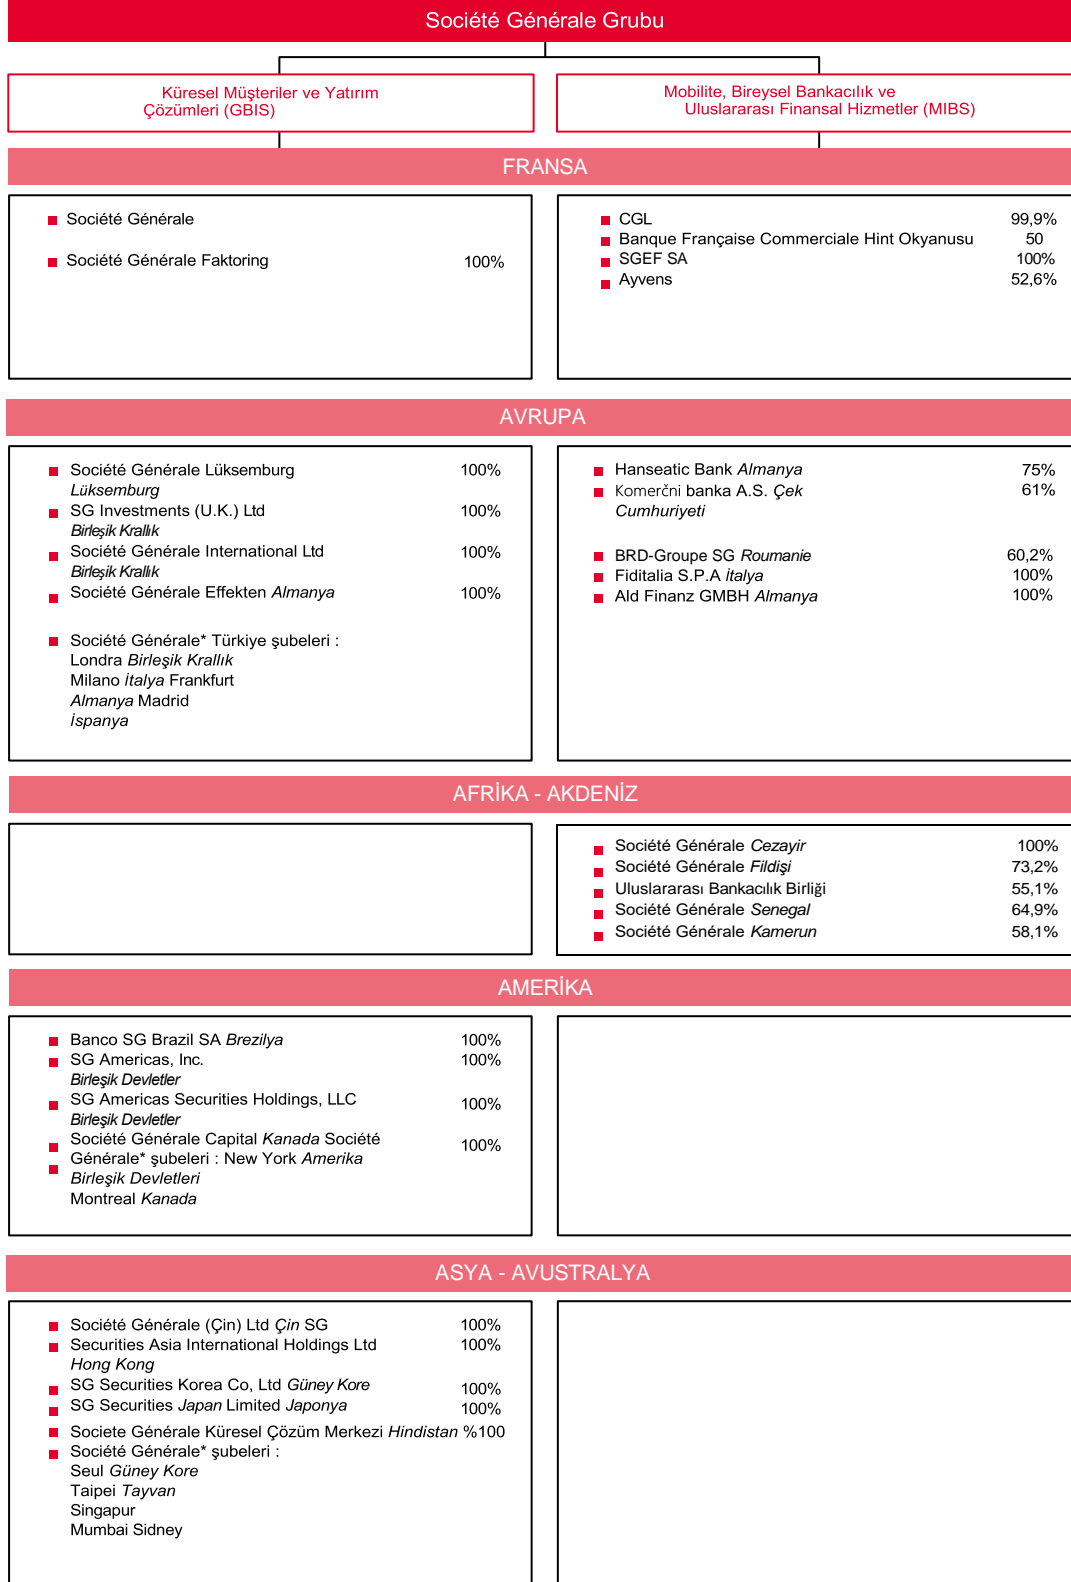 Société Générale Grubu
Küresel Müşteriler ve Yatırım
Çözümleri (GBIS)
Mobilite, Bireysel Bankacılık ve
Uluslararası Finansal Hizmetler (MIBS)
FRANSA
Société Générale
Société Générale Faktoring 100%
CGL 99,9%
Banque Française Commerciale Hint Okyanusu 50
SGEF SA 100%
Ayvens 52,6%
AVRUPA
Société Générale Lüksemburg 100%
Lüksemburg
SG Investments (U.K.) Ltd 100%
Birleşik Krallık
Société Générale International Ltd 100%
Birleşik Krallık
Société Générale Effekten Almanya 100%
Société Générale* Türkiye şubeleri :
Londra Birleşik Krallık
Milano İtalya Frankfurt
Almanya Madrid
İspanya
Hanseatic Bank Almanya 75%
Komerčni banka A.S. Çek 61%
Cumhuriyeti
BRD-Groupe SG Roumanie 60,2%
Fiditalia S.P.A İtalya 100%
Ald Finanz GMBH Almanya 100%
AFRİKA - AKDENİZ
Société Générale Cezayir 100%
Société Générale Fildişi 73,2%
Uluslararası Bankacılık Birliği 55,1%
Société Générale Senegal 64,9%
Société Générale Kamerun 58,1%
AMERİKA
Banco SG Brazil SA Brezilya 100%
SG Americas, Inc. 100%
Birleşik Devletler
SG Americas Securities Holdings, LLC 100%
Birleşik Devletler
Société Générale Capital Kanada Société 100%
Générale* şubeleri : New York Amerika
Birleşik Devletleri
Montreal Kanada
ASYA - AVUSTRALYA
Société Générale (Çin) Ltd Çin SG 100%
Securities Asia International Holdings Ltd 100%
Hong Kong
SG Securities Korea Co, Ltd Güney Kore 100%
SG Securities Japan Limited Japonya 100%
Societe Générale Küresel Çözüm Merkezi Hindistan %100
Société Générale* şubeleri :
Seul Güney Kore
Taipei Tayvan
Singapur
Mumbai Sidney